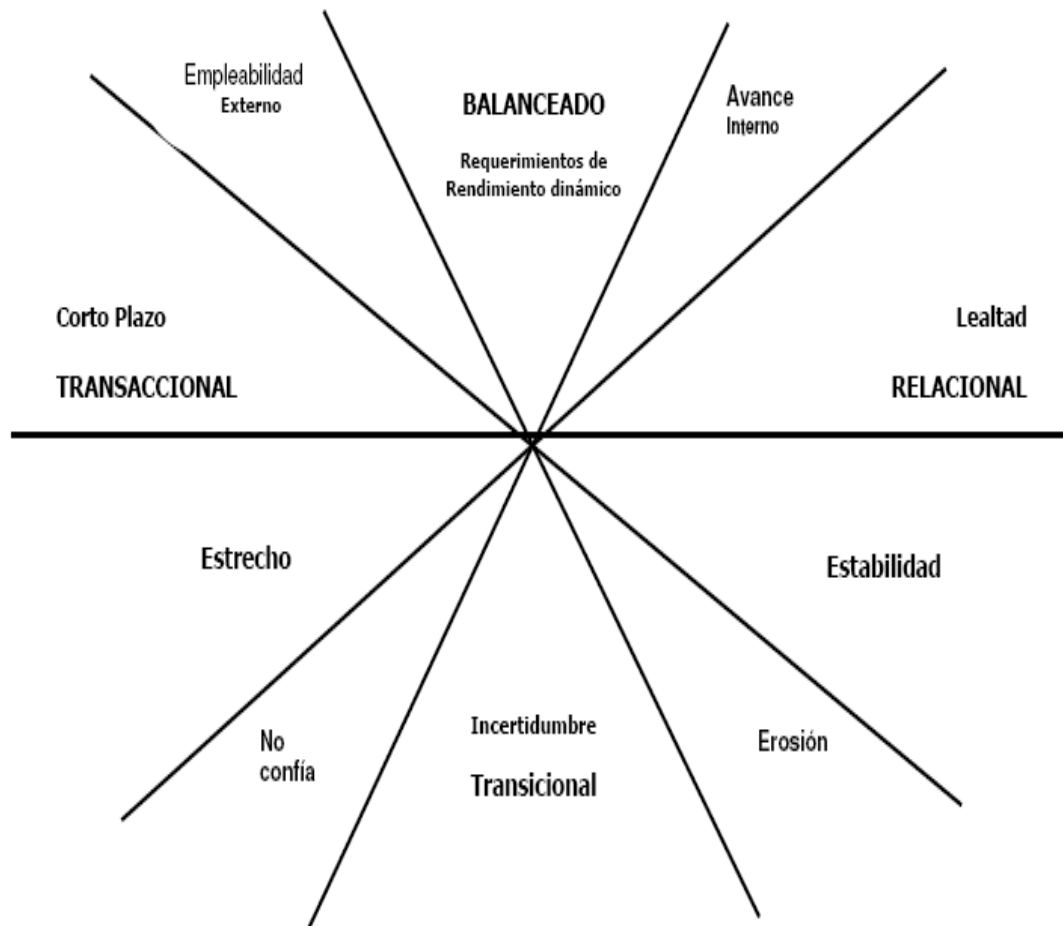 Empleabilidad
Externo
BALANCEADO
Requerimientos de
Rendimiento dinámico
Avance
Interno
Corto Plazo
TRANSACCIONAL
Lealtad
RELACIONAL
Estrecho
Estabilidad
No
confía
Incertidumbre
Transicional
Erosión